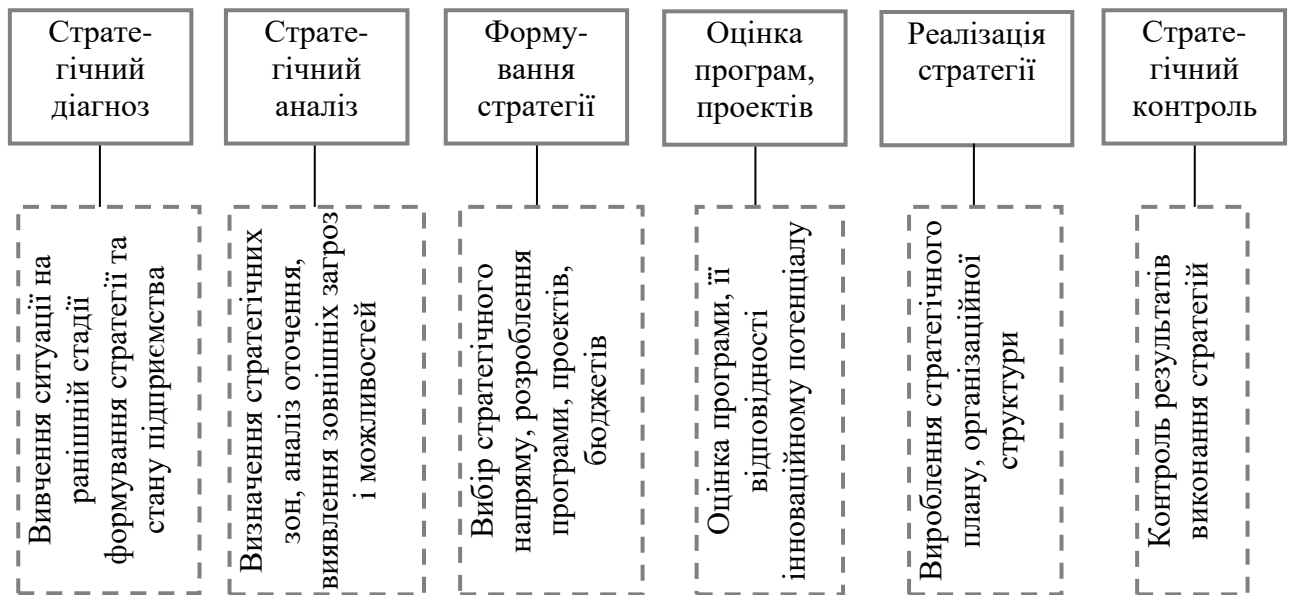 Страте-
гічний
діагноз
Страте-
гічний
аналіз
Форму-
вання
стратегії
Оцінка
програм,
проектів
Реалізація
стратегії
Страте-
гічний
контроль
Вивчення ситуації на
ранішній стадії
формування стратегії та
стану підприємства
Визначення стратегічних
зон, аналіз оточення,
виявлення зовнішніх загроз
і можливостей
Вибір стратегічного
напряму, розроблення
програми, проектів,
бюджетів
Оцінка програми, її
відповідності
інноваційному потенціалу
Вироблення стратегічного
плану, організаційної
структури
Контроль результатів
виконання стратегій